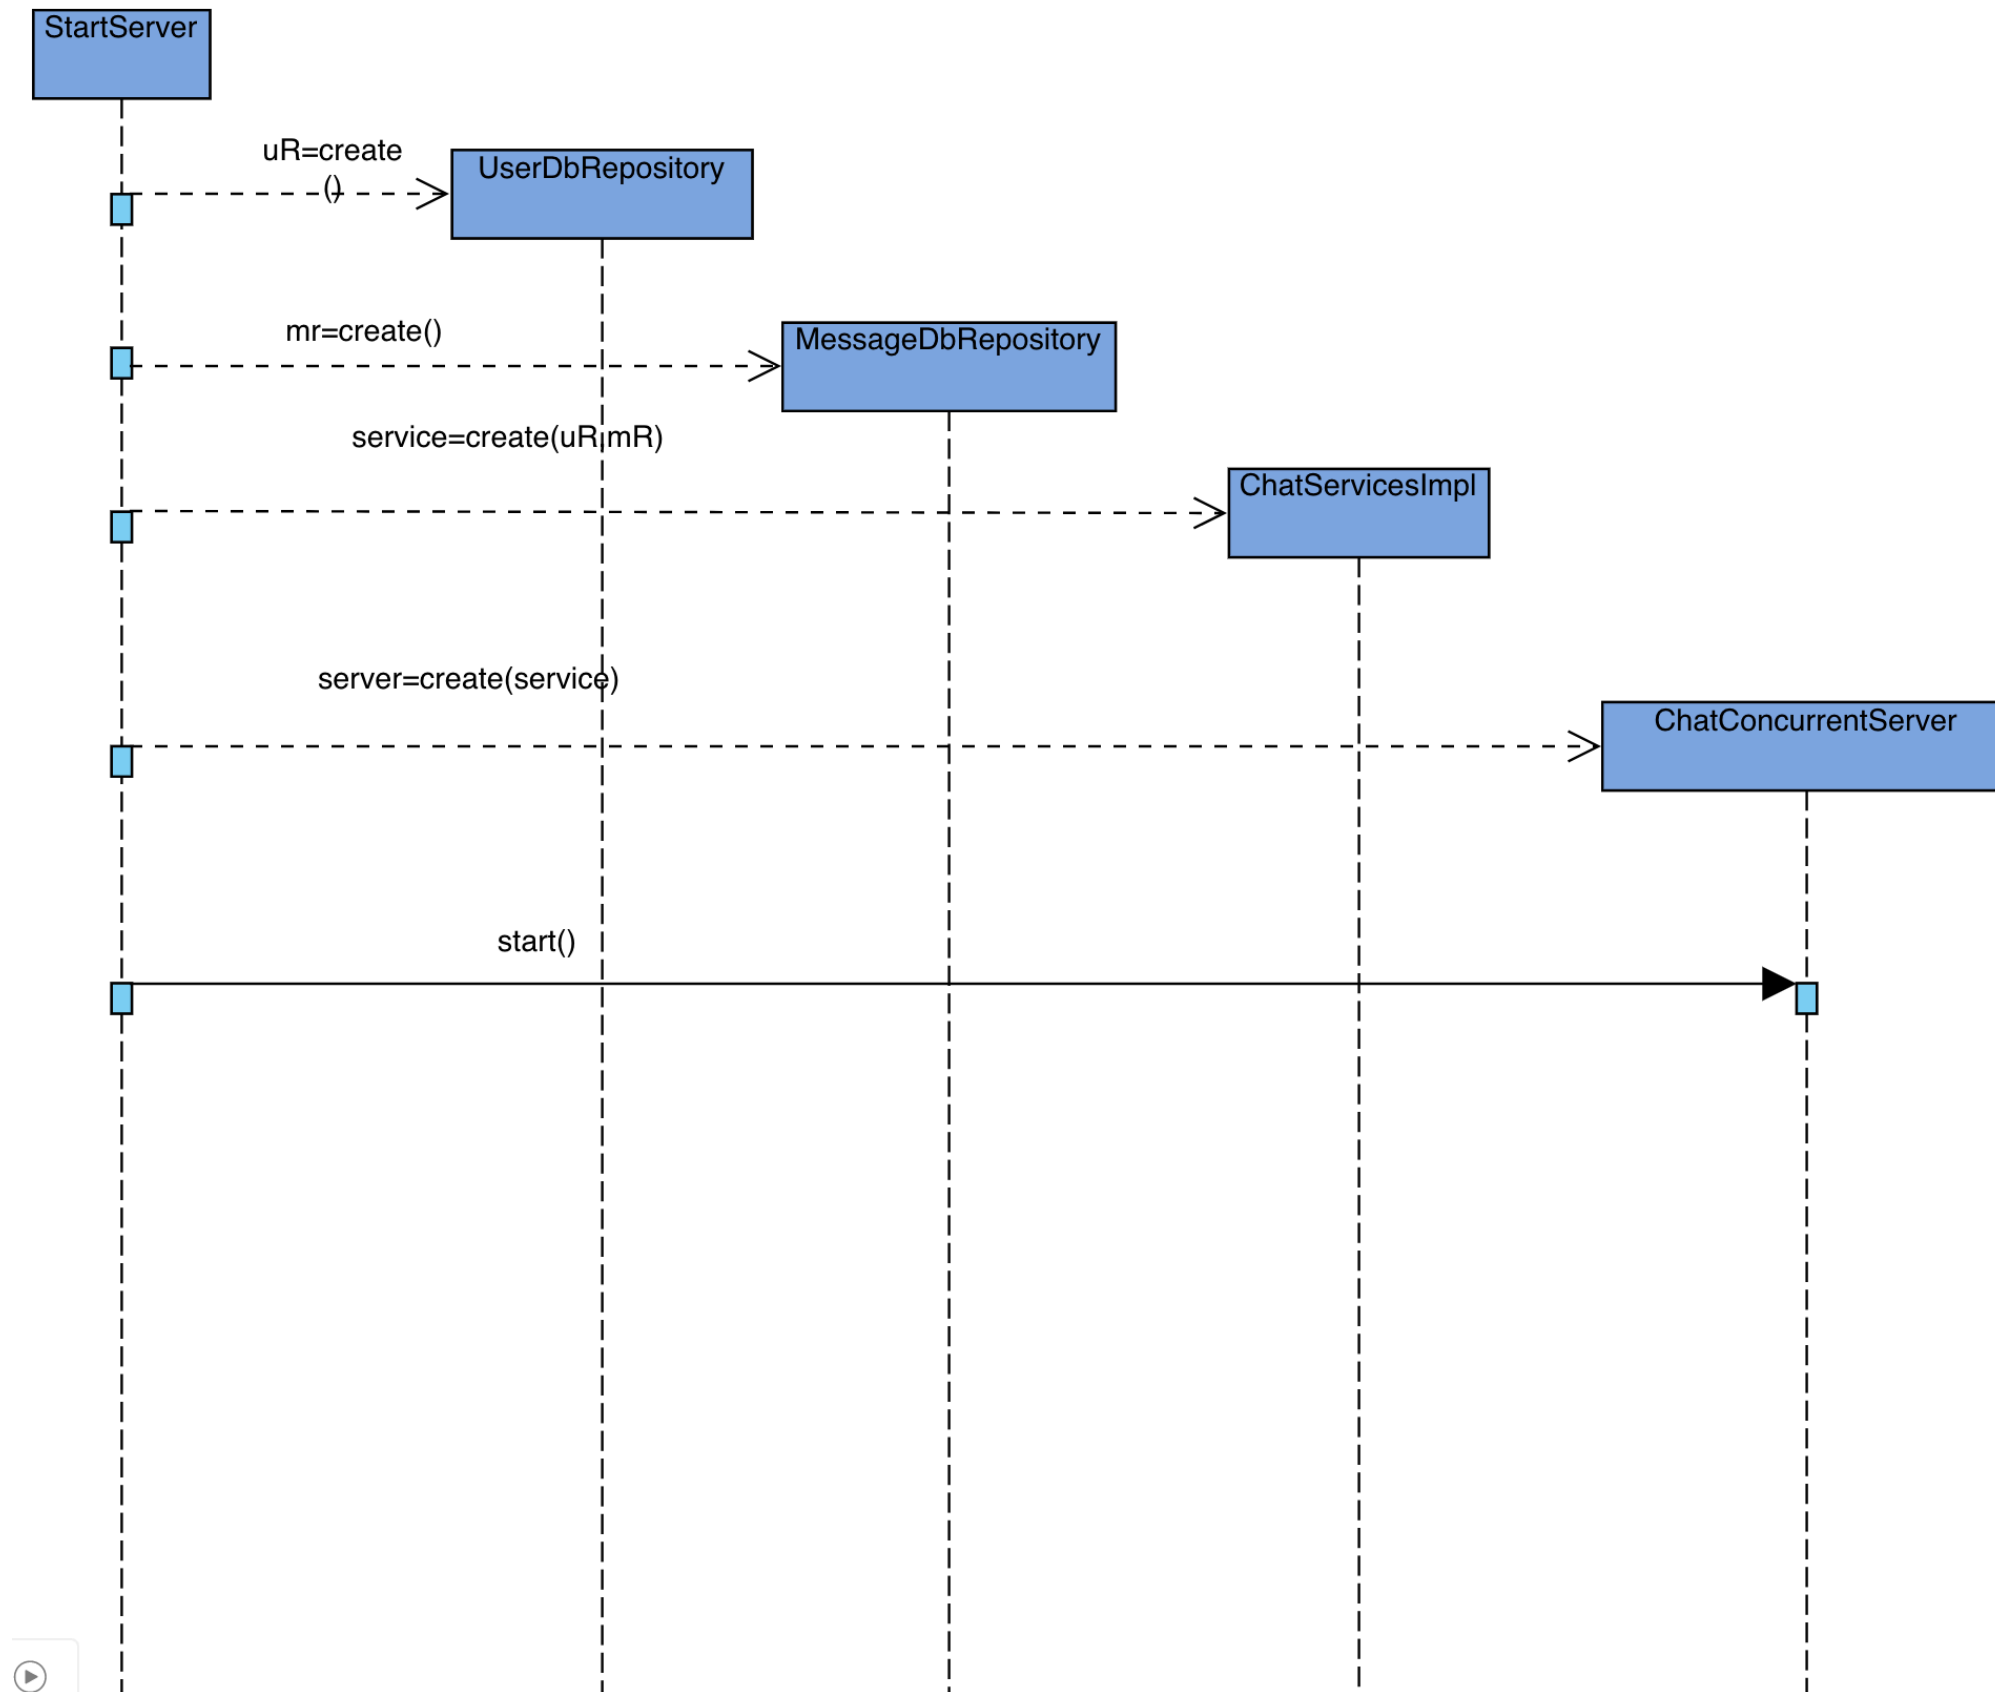 StartServer
uR=create
()
UserDbRepository
mr=create()
MessageDbRepository
service=create(uR,mR)
ChatServicesImpl
server=create(service)
ChatConcurrentServer
start()